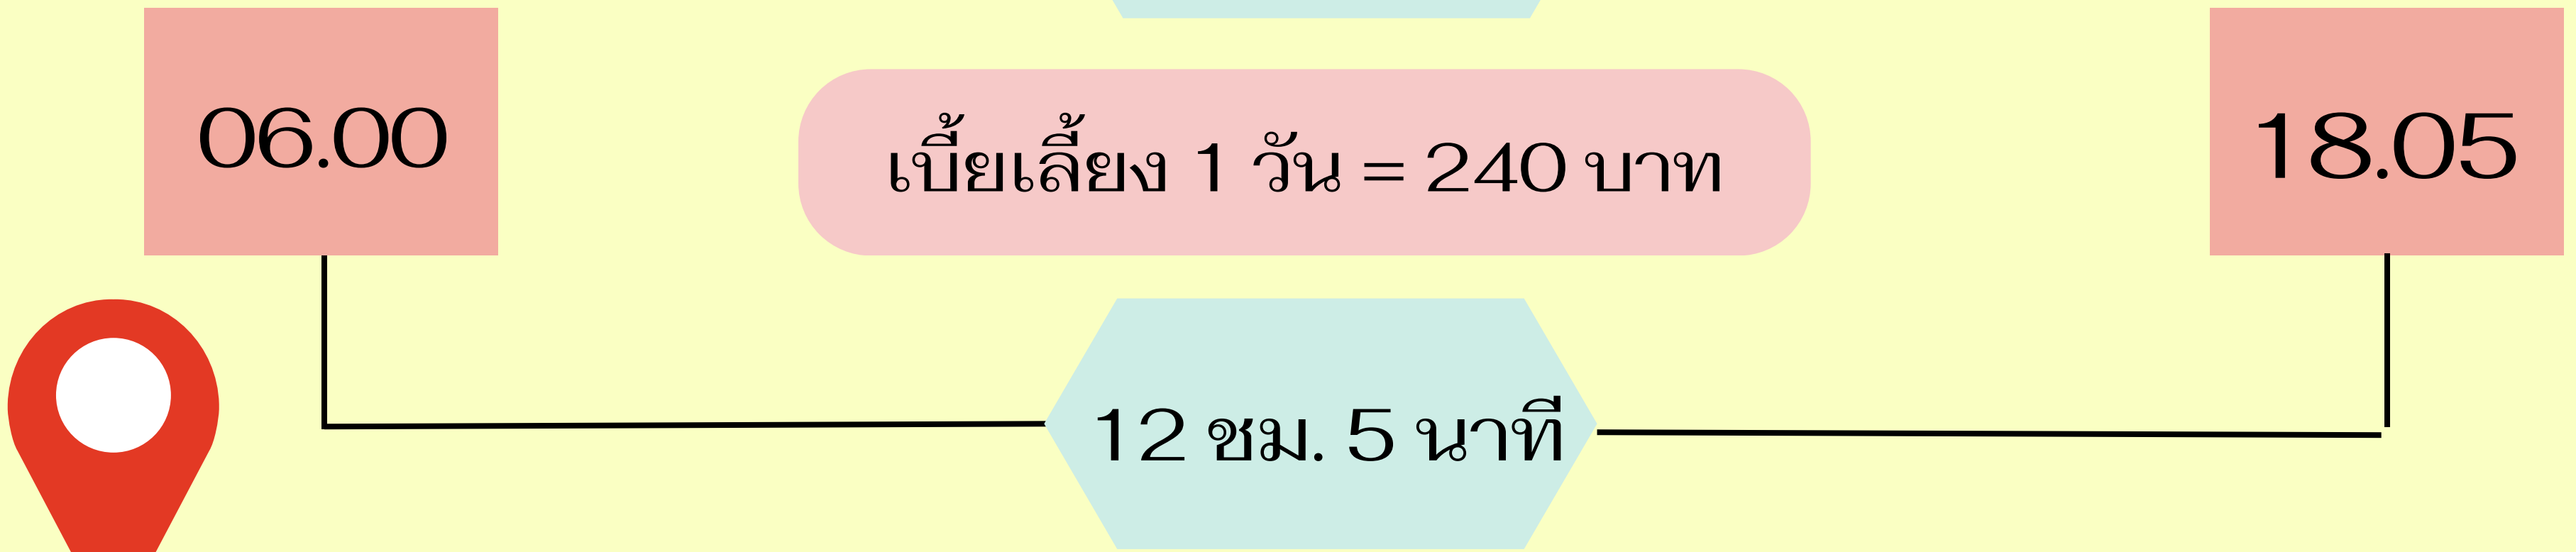 06.00
เบี้ยเลี้ยง 1 วัน = 240 บาท
18.05
12 ชม. 5 นาที